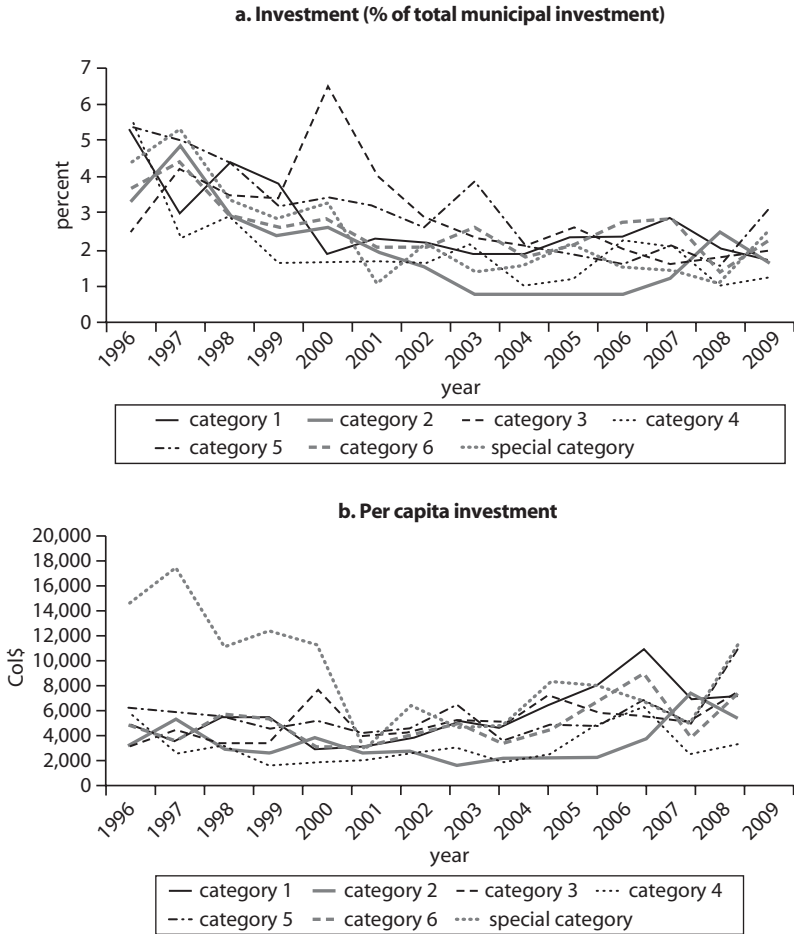 a. Investment (% of total municipal investment)
7
6
5
4
3
2
1
0
percent
1996 1997 1998 1999 2000 2001 2002 2003 2004 2005 2006 2007 2008 2009
year
category 1 category 2 category 3 category 4
category 5 category 6 special category
b. Per capita investment
20,000
18,000
16,000
14,000
12,000
10,000
8,000
6,000
4,000
2,000
0
Col$
1996 1997 1998 1999 2000 2001 2002 2003 2004 2005 2006 2007 2008 2009
year
category 1 category 2 category 3 category 4
category 5 category 6 special category